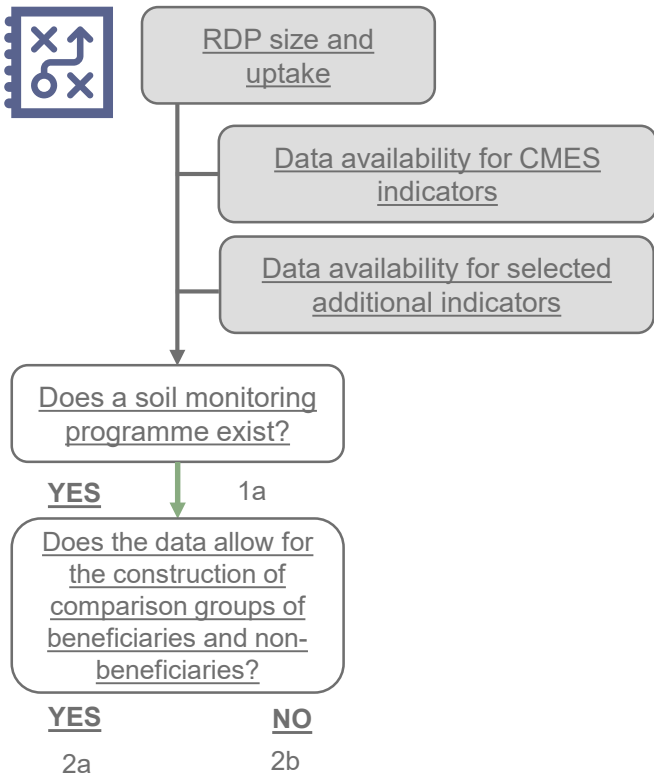 RDP size and
uptake
Data availability for CMES
indicators
Data availability for selected
additional indicators
Does a soil monitoring
programme exist?
YES 1a
Does the data allow for
the construction of
comparison groups of
beneficiaries and non-
beneficiaries?
YES NO
2a 2b